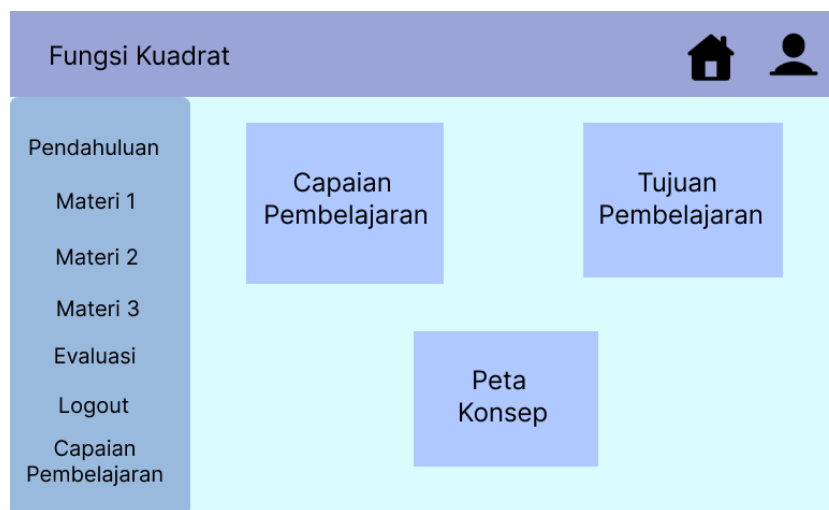 Fungsi Kuadrat
Pendahuluan
Materi 1
Materi 2
Materi 3
Evaluasi
Logout
Capaian
Pembelajaran
Capaian
Pembelajaran
Tujuan
Pembelajaran
Peta
Konsep